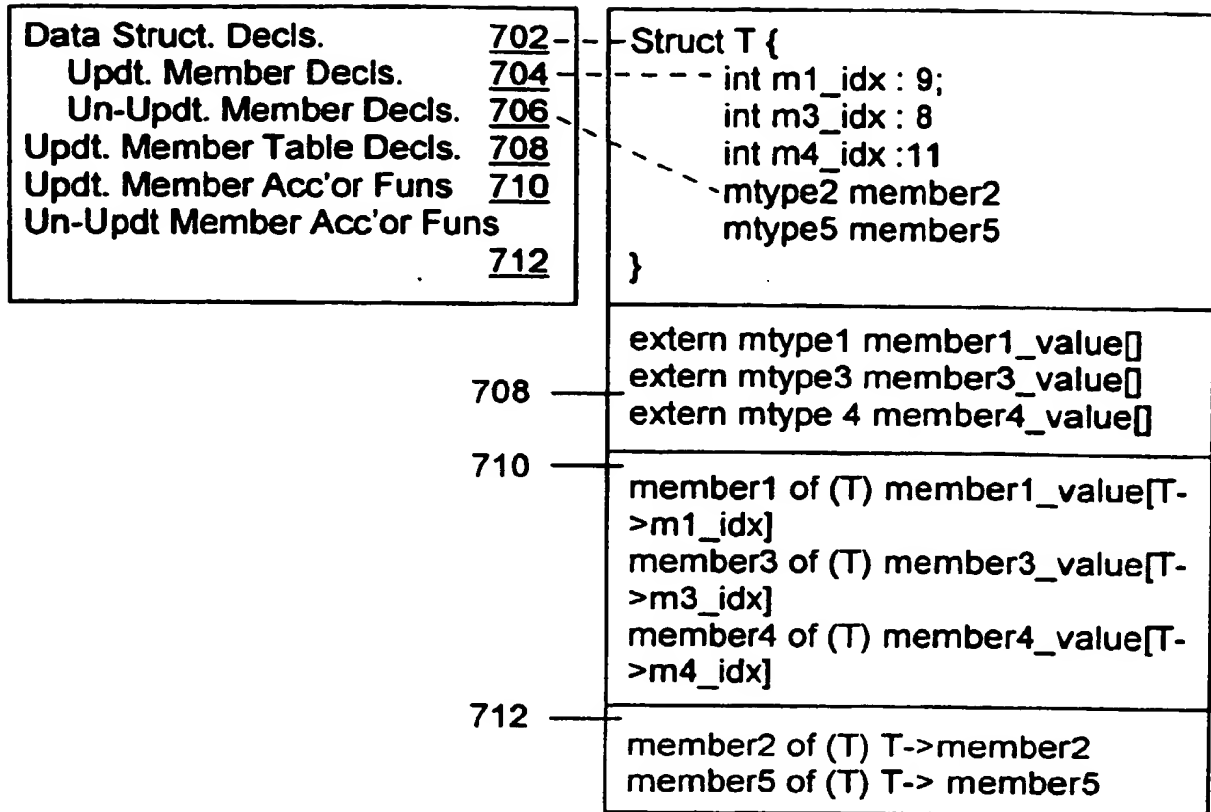 Data Struct. Decls. 702
Updt. Member Decls. 704
Un-Updt. Member Decls. 706
Updt. Member Table Decls. 708
Updt. Member Acc'or Funs 710
Un-Updt Member Acc'or Funs
712
Struct T {
int m1_idx : 9;
int m3_idx : 8
int m4_idx :11
mtype2 member2
mtype5 member5
}
708
extern mtype1 member1_value[]
extern mtype3 member3_value[]
extern mtype 4 member4_value[]
710
member1 of (T) member1_value[T-
>m1_idx]
member3 of (T) member3_value[T-
>m3_idx]
member4 of (T) member4_value[T-
>m4_idx]
712
member2 of (T) T->member2
member5 of (T) T-> member5